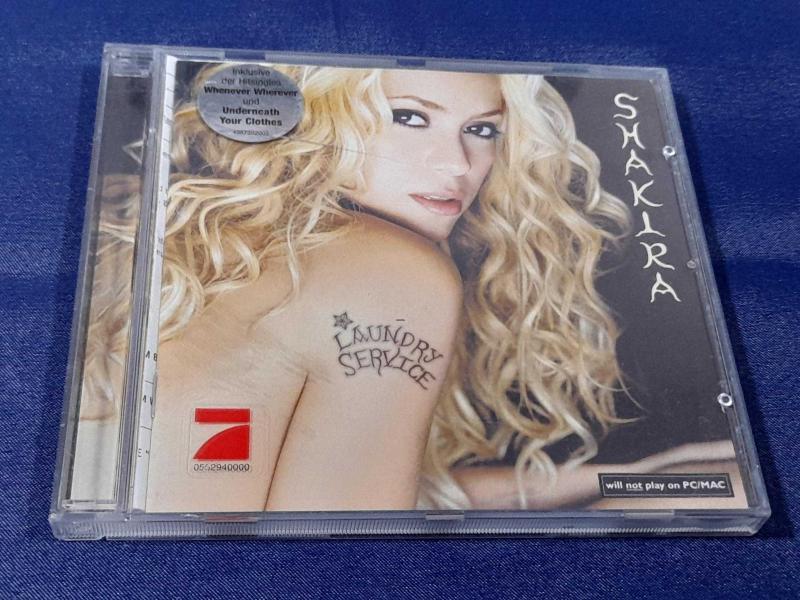 Inklusive
der Hitsingles
Whenever Wherever
und
Underneath
Your Clothes
SHAKIRA
LAUNDRY
SERVICE
7
0552940000
will not play on PC/MAC